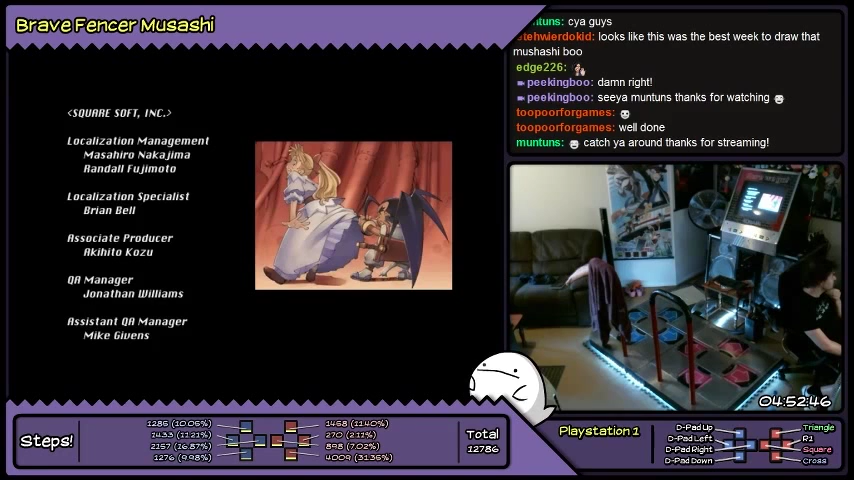 Brave Fencer Musashi
<SQUARE SOFT, INC.>
Localization Management
Masahiro Nakajima
Randall Fujimoto
Localization Specialist
Brian Bell
Associate Producer
Akihito Kozu
QA Manager
Jonathan Williams
Assistant QA Manager
Mike Givens
muntuns: cya guys
stehwierdokid: looks like this was the best week to draw that
mushashi boo
edge226:
peekingboo: damn right!
peekingboo: seeya muntuns thanks for watching
toopoorforgames:
toopoorforgames: well done
muntuns: catch ya around thanks for streaming!
04:52:46
Steps!
1285 (10.05%)
1433 (11.21%)
2157 (16.87%)
1276 (9.98%)
1458 (11.40%)
270 (2.11%)
898 (7.02%)
4009 (31.35%)
Total
12786
Playstation 1
D-Pad Up
D-Pad Left
D-Pad Right
D-Pad Down
Triangle
R1
Square
Cross